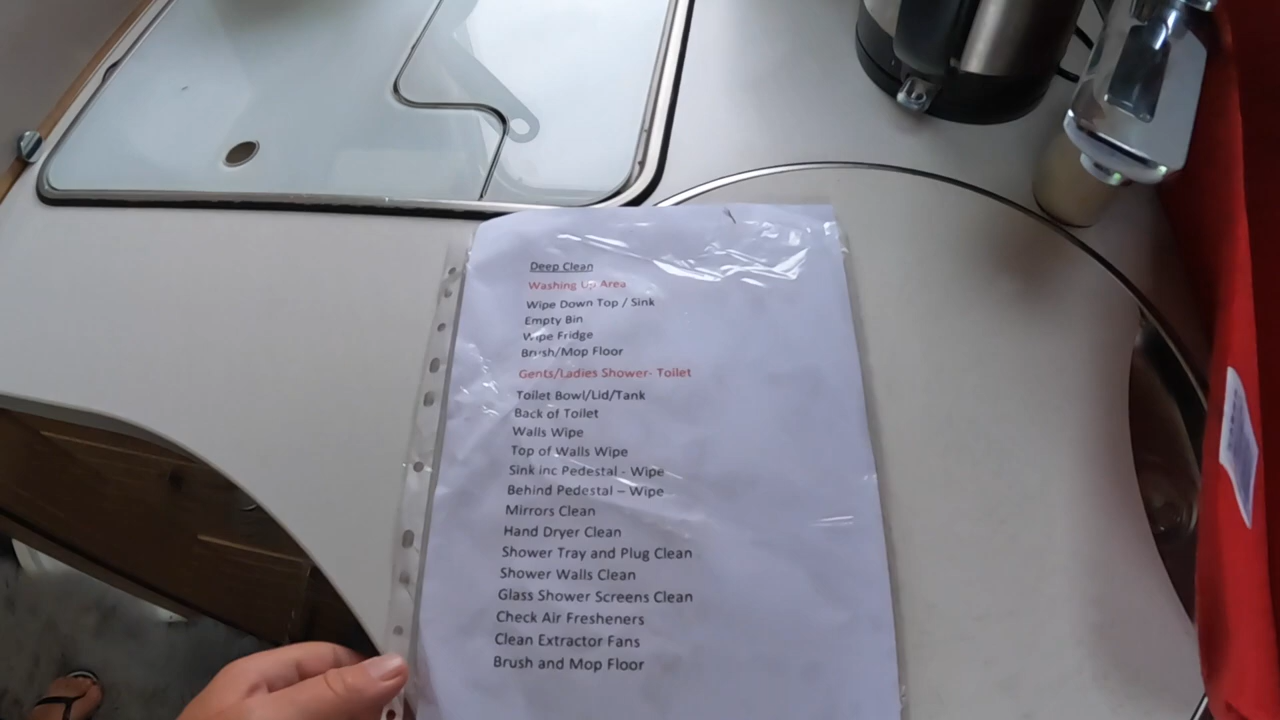 Deep Clean
Washing Up Area
Wipe Down Top / Sink
Empty Bin
Wipe Fridge
Brush/Mop Floor
Gents/Ladies Shower- Toilet
Toilet Bowl/Lid/Tank
Back of Toilet
Walls Wipe
Top of Walls Wipe
Sink inc Pedestal - Wipe
Behind Pedestal – Wipe
Mirrors Clean
Hand Dryer Clean
Shower Tray and Plug Clean
Shower Walls Clean
Glass Shower Screens Clean
Check Air Fresheners
Clean Extractor Fans
Brush and Mop Floor